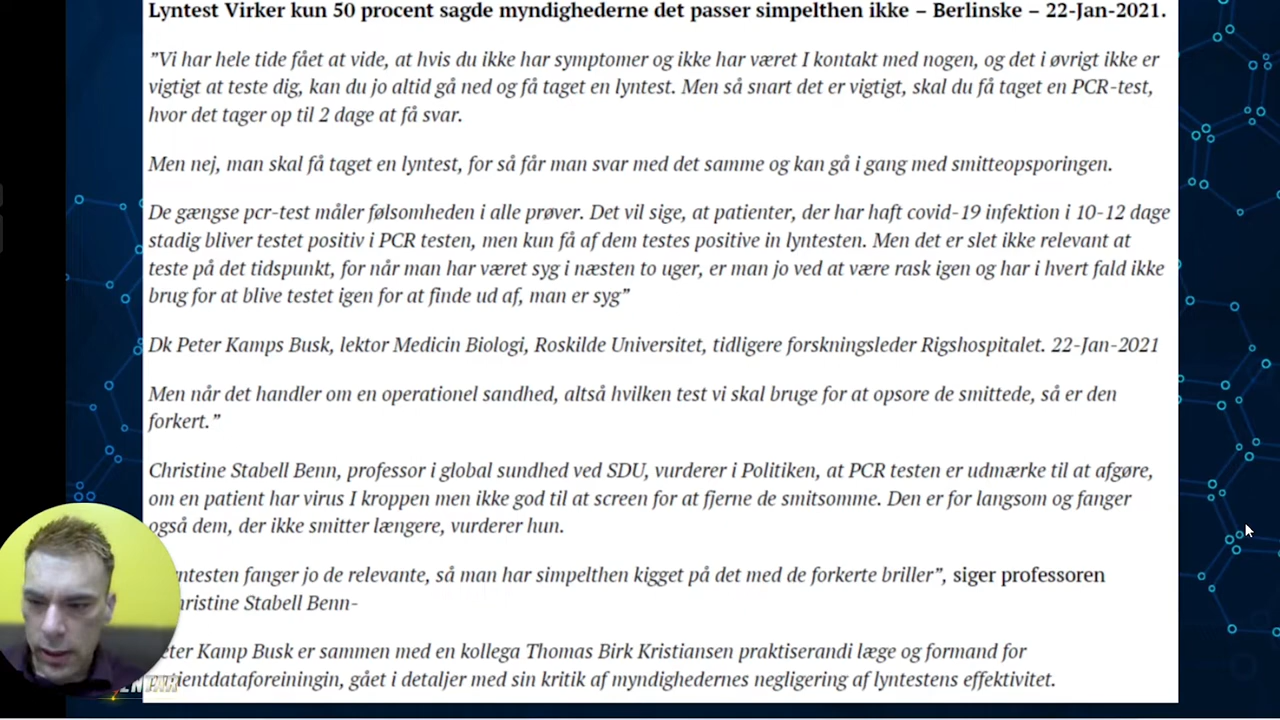 Lyntest Virker kun 50 procent sagde myndighederne det passer simpelthen ikke – Berlinske – 22-Jan-2021.
”Vi har hele tide fået at vide, at hvis du ikke har symptomer og ikke har været I kontakt med nogen, og det i øvrigt ikke er
vigtigt at teste dig, kan du jo altid gå ned og få taget en lyntest. Men så snart det er vigtigt, skal du få taget en PCR-test,
hvor det tager op til 2 dage at få svar.
Men nej, man skal få taget en lyntest, for så får man svar med det samme og kan gå i gang med smitteopsporingen.
De gængse pcr-test måler følsomheden i alle prøver. Det vil sige, at patienter, der har haft covid-19 infektion i 10-12 dage
stadig bliver testet positiv i PCR testen, men kun få af dem testes positive in lyntesten. Men det er slet ikke relevant at
teste på det tidspunkt, for når man har været syg i næsten to uger, er man jo ved at være rask igen og har i hvert fald ikke
brug for at blive testet igen for at finde ud af, man er syg”
Dk Peter Kamps Busk, lektor Medicin Biologi, Roskilde Universitet, tidligere forskningsleder Rigshospitalet. 22-Jan-2021
Men når det handler om en operationel sandhed, altså hvilken test vi skal bruge for at opsore de smittede, så er den
forkert.”
Christine Stabell Benn, professor i global sundhed ved SDU, vurderer i Politiken, at PCR testen er udmærke til at afgøre,
om en patient har virus I kroppen men ikke god til at screen for at fjerne de smitsomme. Den er for langsom og fanger
også dem, der ikke smitter længere, vurderer hun.
fanger jo de relevante, så man har simpelthen kigget på det med de forkerte briller”, siger professoren
Stabell Benn-
Kamp Busk er sammen med en kollega Thomas Birk Kristiansen praktiserandi læge og formand for
gået i detaljer med sin kritik af myndighedernes negligering af lyntestens effektivitet.